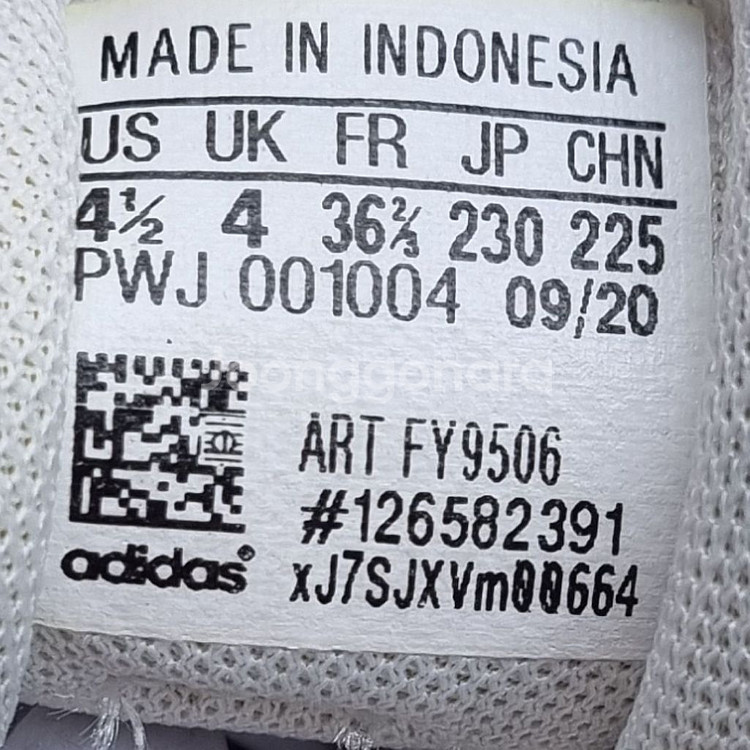 MADE IN INDONESIA
US UK FR JP CHN
4½ 4 36⅔ 230 225
PWJ 001004 09/20
joonggonara
ART FY9506
#126582391
adidas®
xJ7SJXVm00664